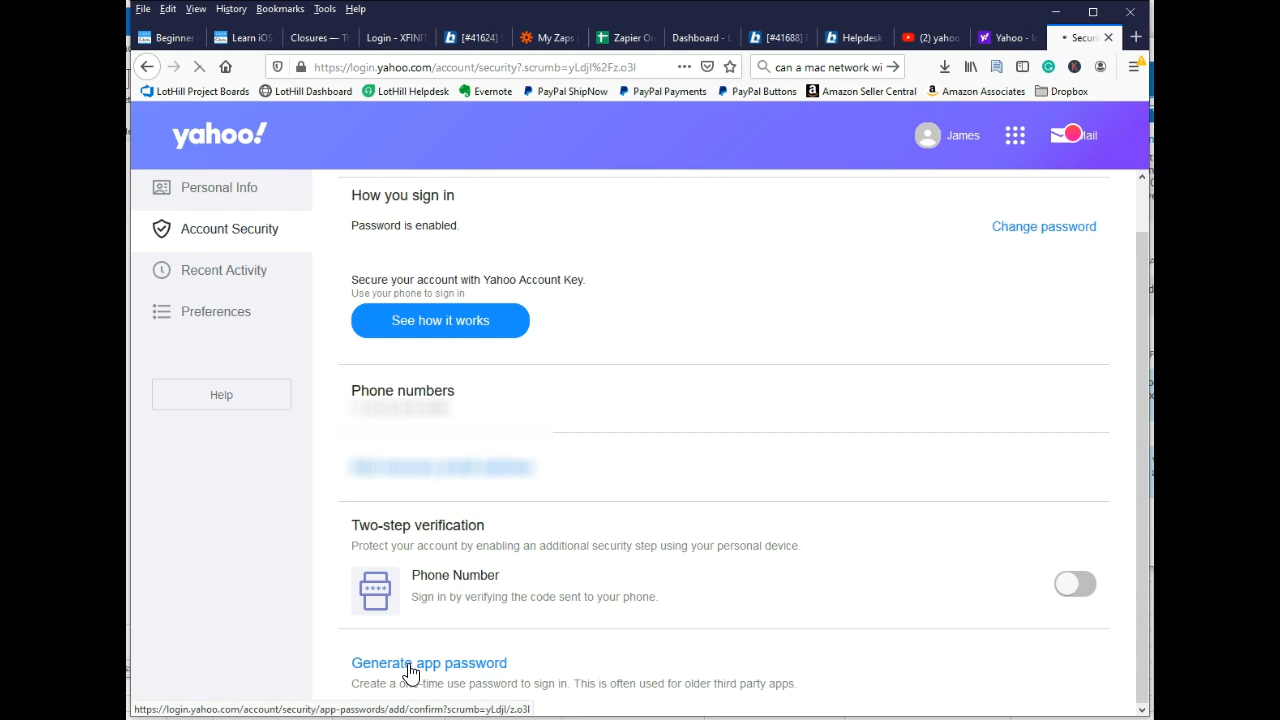 File Edit View History Bookmarks Tools Help
Beginner Learn iOS Closures — T Login - XFINIT [#41624] My Zaps Zapier O Dashboard - L [#41688] Helpdesk (2) yahoo Yahoo - Securi
https://login.yahoo.com/account/security?.scrumb=yLdjl%2Fz.o3l can a mac network wi
LotHill Project Boards LotHill Dashboard LotHill Helpdesk Evernote PayPal ShipNow PayPal Payments PayPal Buttons Amazon Seller Central Amazon Associates Dropbox
yahoo! James ail
Personal Info
Account Security
Recent Activity
Preferences
Help
How you sign in
Password is enabled. Change password
Secure your account with Yahoo Account Key.
Use your phone to sign in
See how it works
Phone numbers
Two-step verification
Protect your account by enabling an additional security step using your personal device.
Phone Number
Sign in by verifying the code sent to your phone.
Generate app password
Create a one-time use password to sign in. This is often used for older third party apps.
https://login.yahoo.com/account/security/app-passwords/add/confirm?scrumb=yLdjl/z.o3l